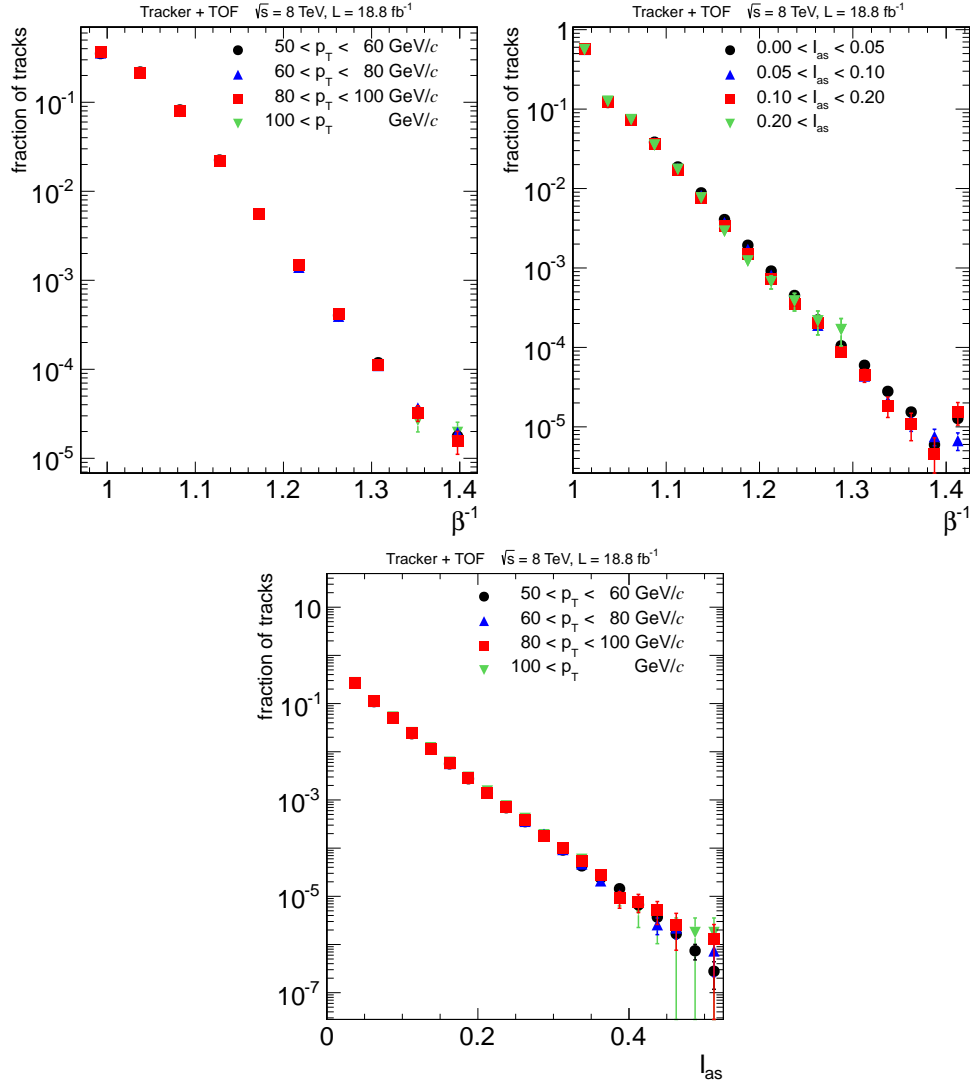 Tracker + TOF √s = 8 TeV, L = 18.8 fb⁻¹
fraction of tracks
50 < p_T < 60 GeV/c
60 < p_T < 80 GeV/c
80 < p_T < 100 GeV/c
100 < p_T GeV/c
10⁻¹
10⁻²
10⁻³
10⁻⁴
10⁻⁵
1 1.1 1.2 1.3 1.4
β⁻¹
Tracker + TOF √s = 8 TeV, L = 18.8 fb⁻¹
fraction of tracks
0.00 < I_as < 0.05
0.05 < I_as < 0.10
0.10 < I_as < 0.20
0.20 < I_as
1
10⁻¹
10⁻²
10⁻³
10⁻⁴
10⁻⁵
1 1.1 1.2 1.3 1.4
β⁻¹
Tracker + TOF √s = 8 TeV, L = 18.8 fb⁻¹
fraction of tracks
50 < p_T < 60 GeV/c
60 < p_T < 80 GeV/c
80 < p_T < 100 GeV/c
100 < p_T GeV/c
10
10⁻¹
10⁻³
10⁻⁵
10⁻⁷
0 0.2 0.4
I_as